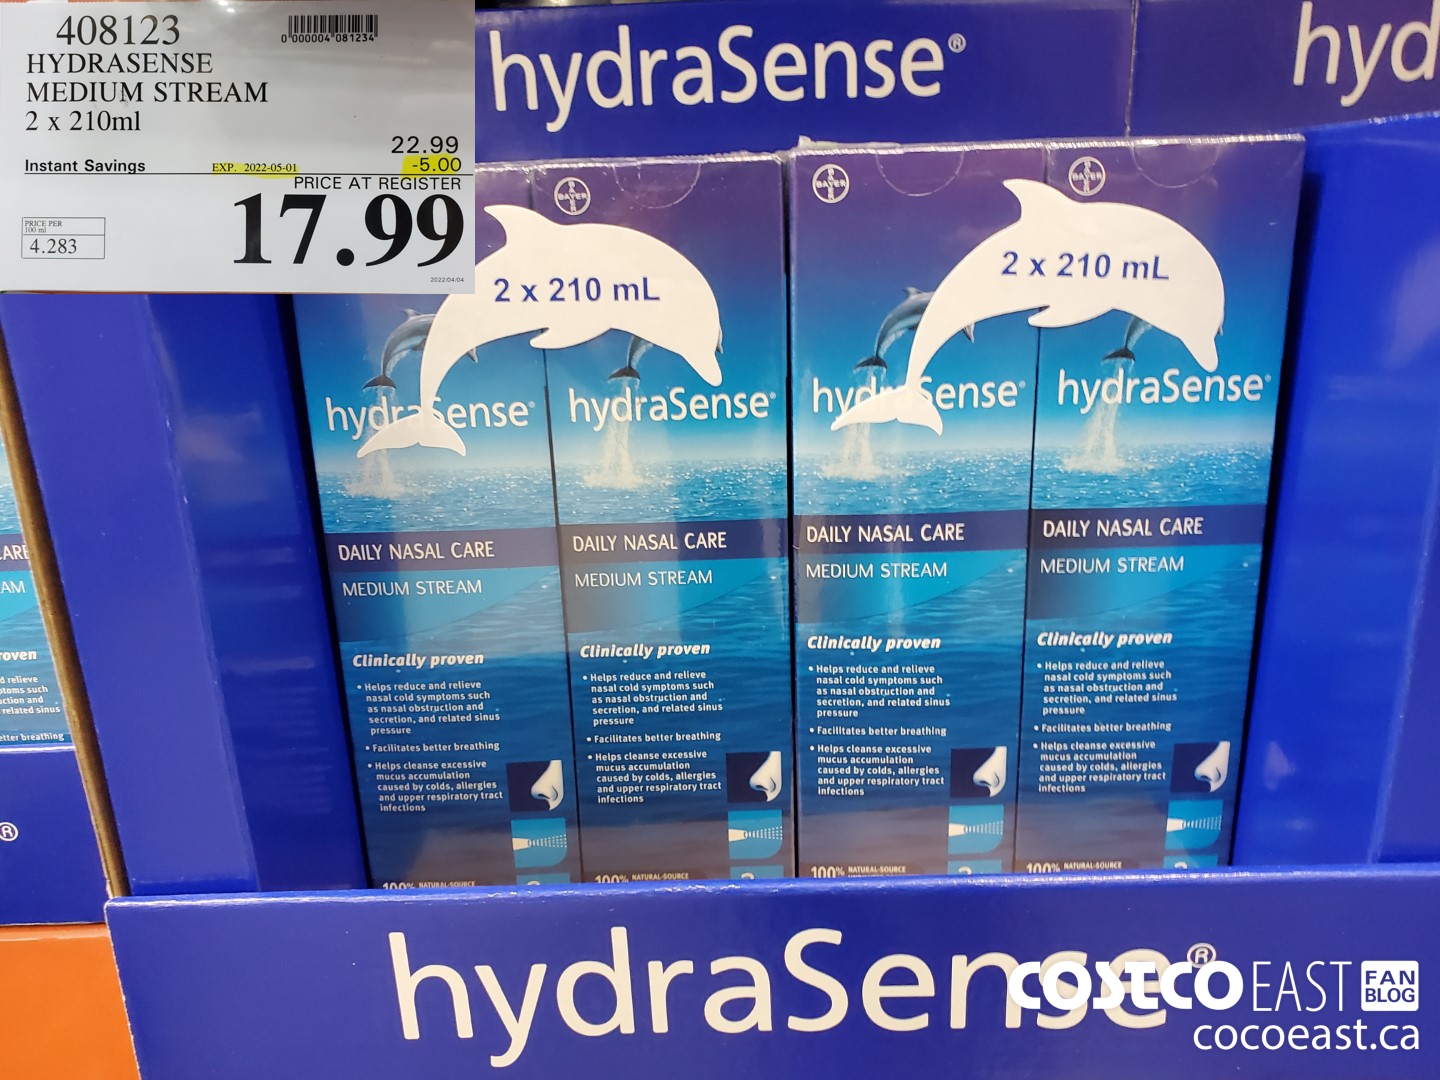 408123
0 000004 081234
HYDRASENSE
MEDIUM STREAM
2 x 210ml
22.99
Instant Savings EXP. 2022-05-01 -5.00
PRICE AT REGISTER
17.99
PRICE PER
100 ml
4.283
2022/04/04
hydraSense®
hyd
BAYER
2 x 210 mL
hydraSense®
hydraSense®
DAILY NASAL CARE
MEDIUM STREAM
Clinically proven
• Helps reduce and relieve
nasal cold symptoms such
as nasal obstruction and
secretion, and related sinus
pressure
• Facilitates better breathing
• Helps cleanse excessive
mucus accumulation
caused by colds, allergies
and upper respiratory tract
infections
100% NATURAL-SOURCE
DAILY NASAL CARE
MEDIUM STREAM
Clinically proven
• Helps reduce and relieve
nasal cold symptoms such
as nasal obstruction and
secretion, and related sinus
pressure
• Facilitates better breathing
• Helps cleanse excessive
mucus accumulation
caused by colds, allergies
and upper respiratory tract
infections
100% NATURAL-SOURCE
BAYER
BAYER
2 x 210 mL
hydraSense®
hydraSense®
DAILY NASAL CARE
MEDIUM STREAM
Clinically proven
• Helps reduce and relieve
nasal cold symptoms such
as nasal obstruction and
secretion, and related sinus
pressure
• Facilitates better breathing
• Helps cleanse excessive
mucus accumulation
caused by colds, allergies
and upper respiratory tract
infections
100% NATURAL-SOURCE
DAILY NASAL CARE
MEDIUM STREAM
Clinically proven
• Helps reduce and relieve
nasal cold symptoms such
as nasal obstruction and
secretion, and related sinus
pressure
• Facilitates better breathing
• Helps cleanse excessive
mucus accumulation
caused by colds, allergies
and upper respiratory tract
infections
100% NATURAL-SOURCE
related sinus
breathing
®
hydraSense®
COSTCO EAST FAN BLOG
cocoeast.ca